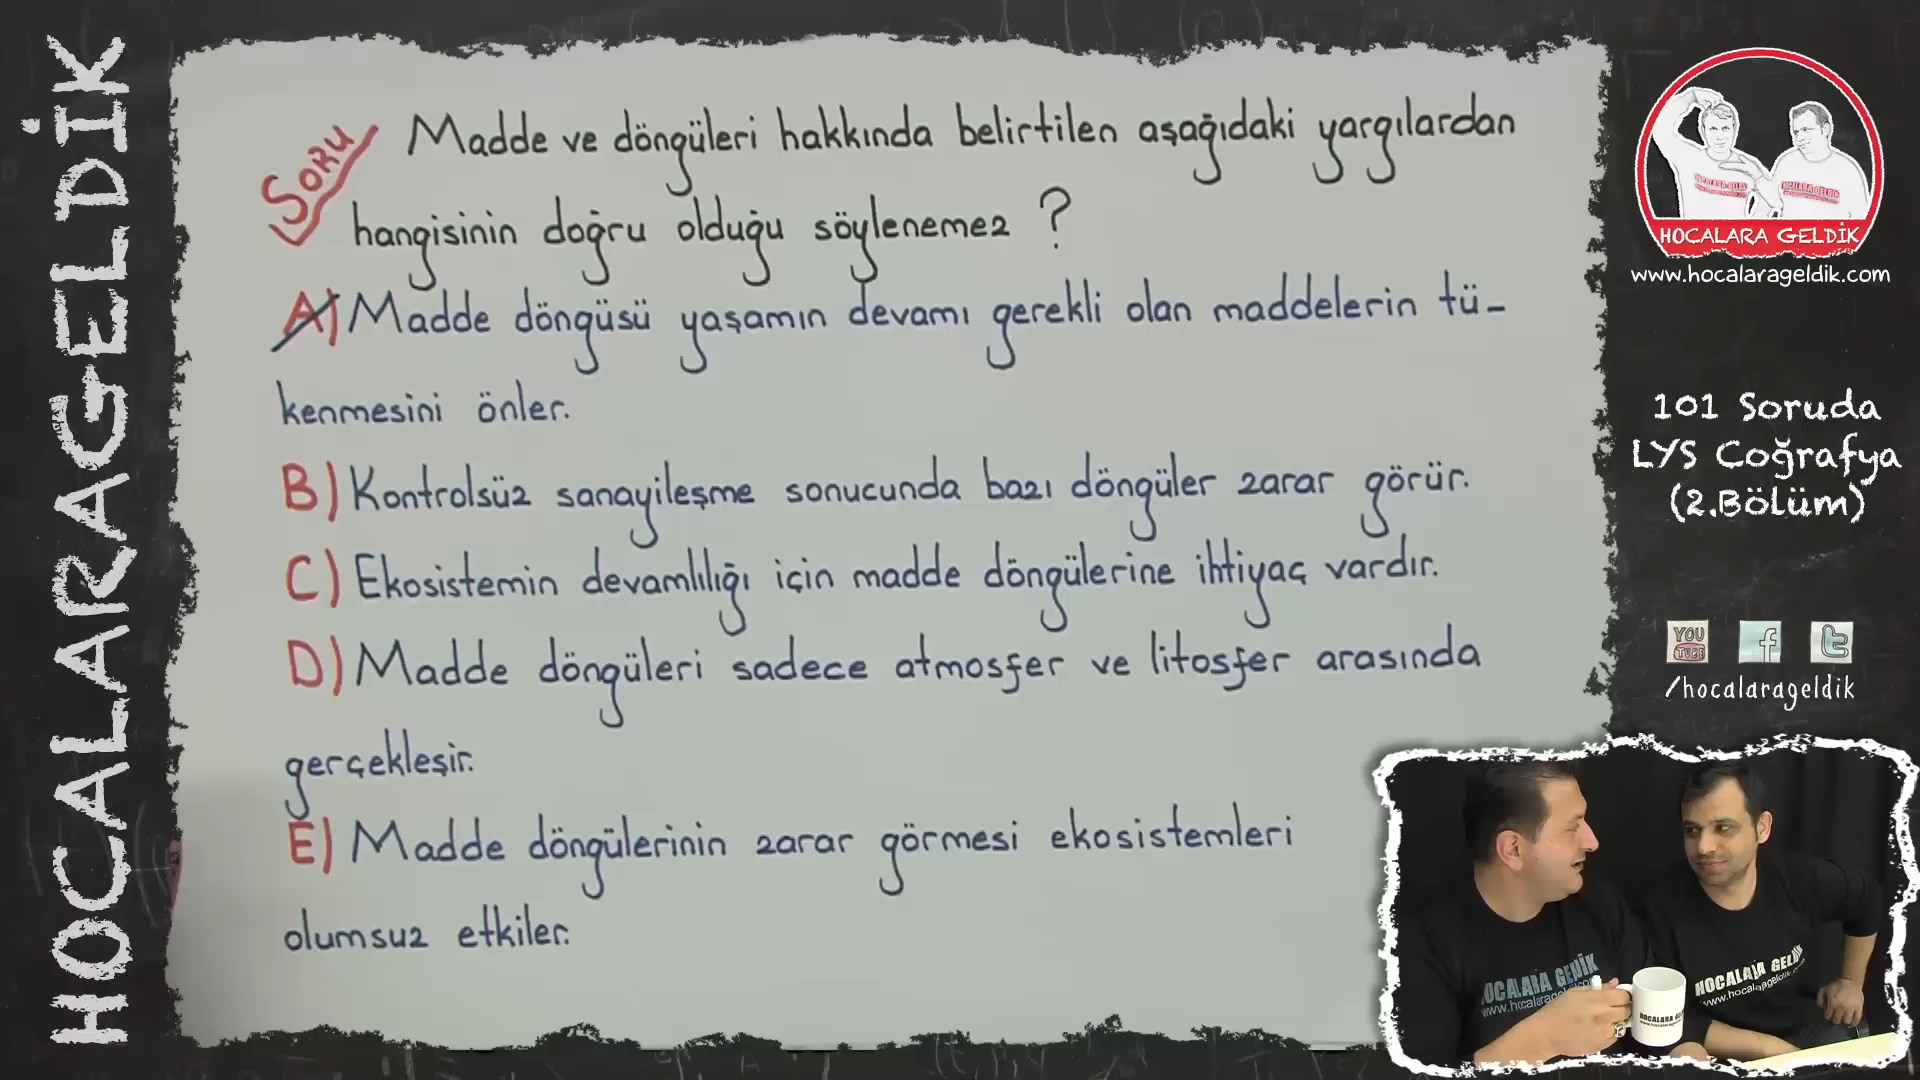 HOCALARAGELDİK
SORU
Madde ve döngüleri hakkında belirtilen aşağıdaki yargılardan
hangisinin doğru olduğu söylenemez ?
A) Madde döngüsü yaşamın devamı gerekli olan maddelerin tü-
kenmesini önler.
B) Kontrolsüz sanayileşme sonucunda bazı döngüler zarar görür.
C) Ekosistemin devamlılığı için madde döngülerine ihtiyaç vardır.
D) Madde döngüleri sadece atmosfer ve litosfer arasında
gerçekleşir.
E) Madde döngülerinin zarar görmesi ekosistemleri
olumsuz etkiler.
HOCALARA GELDİK
www.hocalarageldik.com
101 Soruda
LYS Coğrafya
(2.Bölüm)
YOU
TUBE
f
t
/hocalarageldik
HOCALARA GELDİK
HOCALARA GELDİK